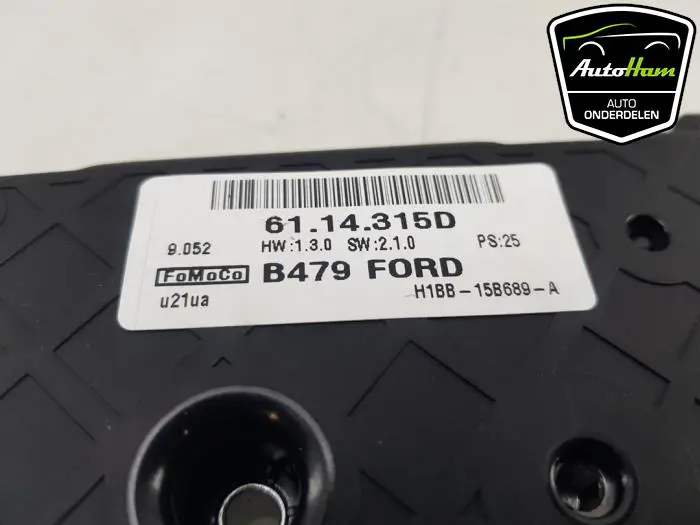 AutoHam
AUTO
ONDERDELEN
61.14.315D
9.052 HW:1.3.0 SW:2.1.0 PS:25
FoMoCo B479 FORD
u21ua H1BB-15B689-A